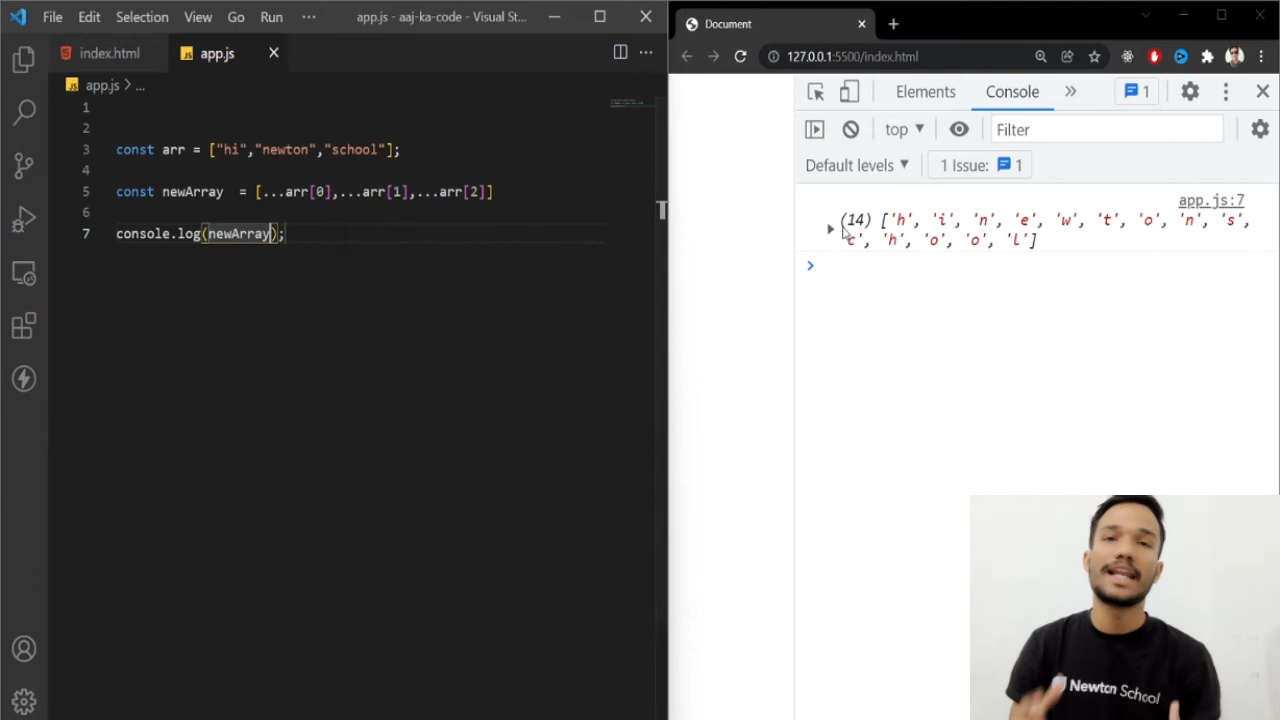 File Edit Selection View Go Run ··· app.js - aaj-ka-code - Visual St...
index.html app.js
app.js > ...
1
2
3 const arr = ["hi","newton","school"];
4
5 const newArray  = [...arr[0],...arr[1],...arr[2]]
6
7 console.log(newArray);
Document
127.0.0.1:5500/index.html
Elements Console » 1
top Filter
Default levels 1 Issue: 1
app.js:7
(14) ['h', 'i', 'n', 'e', 'w', 't', 'o', 'n', 's',
'c', 'h', 'o', 'o', 'l']
Newton School